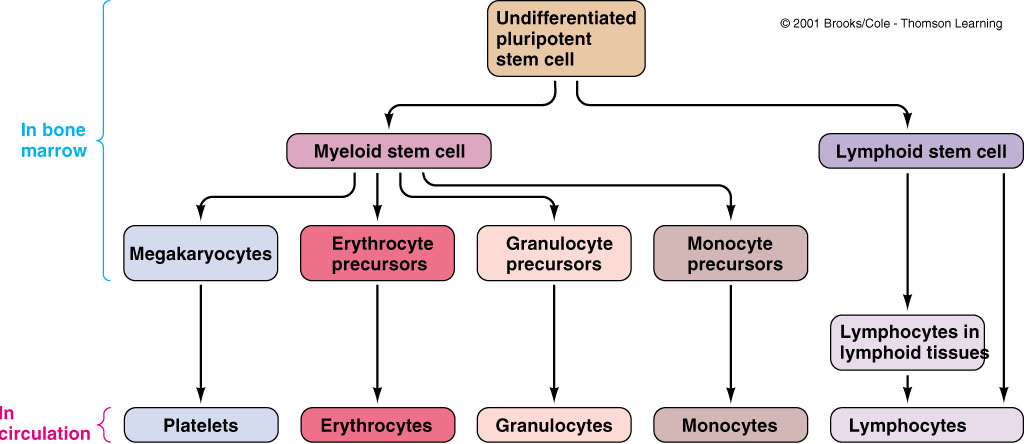 Undifferentiated
pluripotent
stem cell
© 2001 Brooks/Cole - Thomson Learning
In bone
marrow
Myeloid stem cell
Lymphoid stem cell
Megakaryocytes
Erythrocyte
precursors
Granulocyte
precursors
Monocyte
precursors
Lymphocytes in
lymphoid tissues
In
circulation
Platelets
Erythrocytes
Granulocytes
Monocytes
Lymphocytes